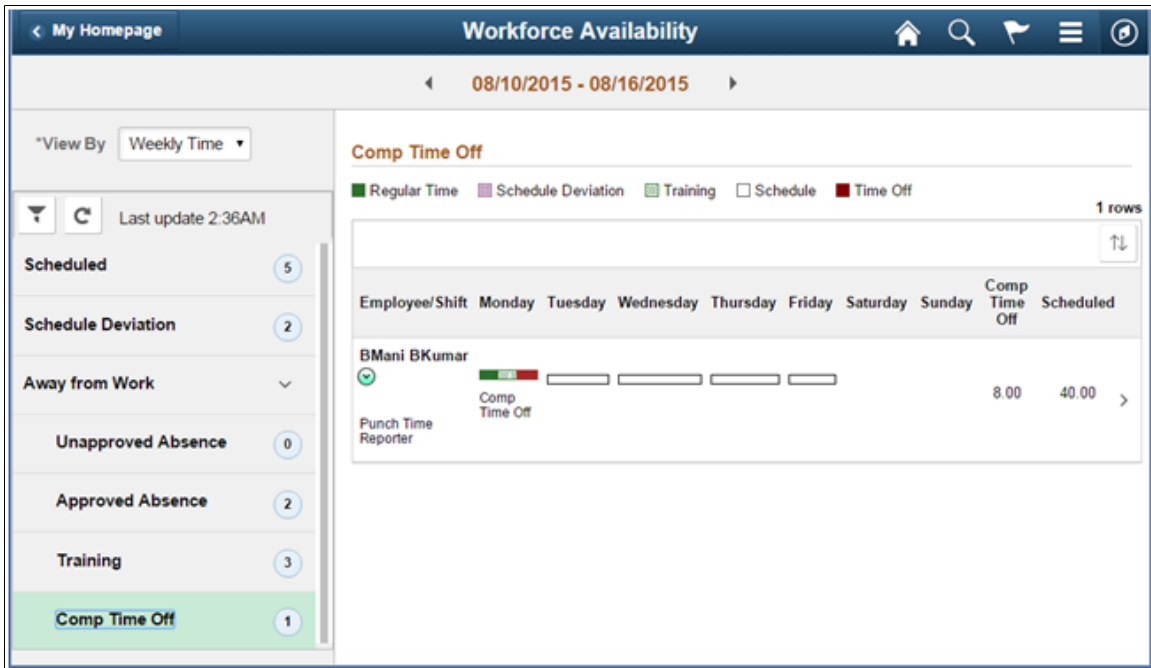 My Homepage
Workforce Availability
08/10/2015 - 08/16/2015
*View By Weekly Time
Last update 2:36AM
Scheduled 5
Schedule Deviation 2
Away from Work
Unapproved Absence 0
Approved Absence 2
Training 3
Comp Time Off 1
Comp Time Off
Regular Time Schedule Deviation Training Schedule Time Off
1 rows
Employee/Shift Monday Tuesday Wednesday Thursday Friday Saturday Sunday Comp Time Off Scheduled
BMani BKumar
Comp
Time Off
8.00 40.00
Punch Time
Reporter